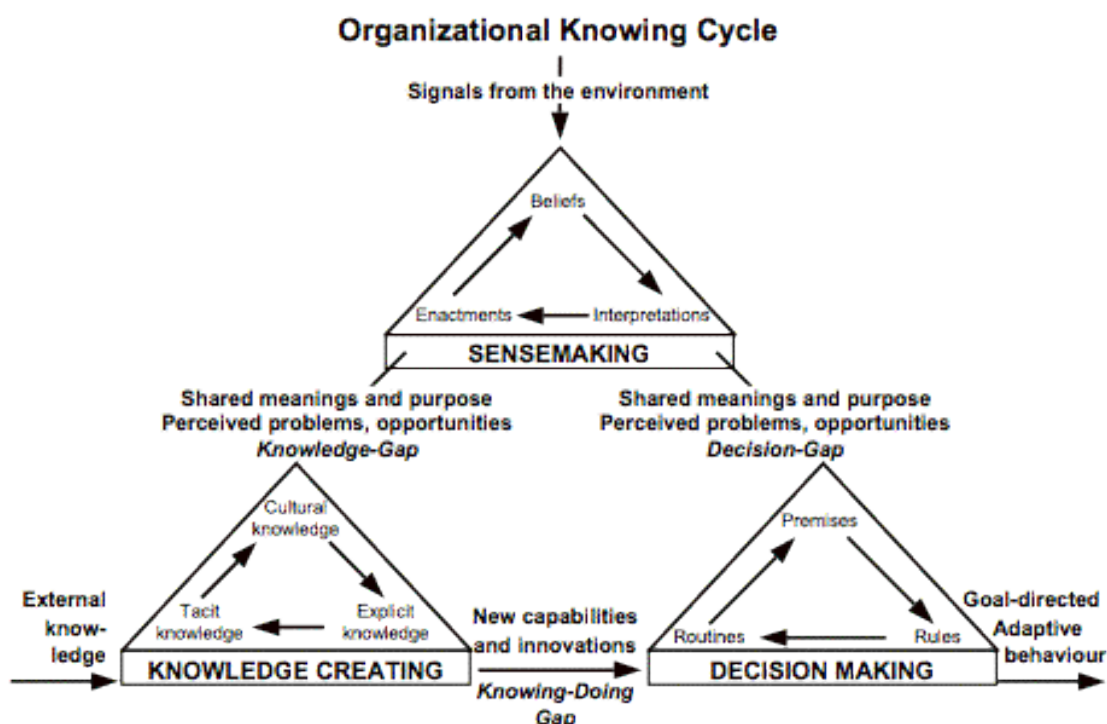 Organizational Knowing Cycle
Signals from the environment
Beliefs
Enactments
Interpretations
SENSEMAKING
Shared meanings and purpose
Perceived problems, opportunities
Knowledge-Gap
Shared meanings and purpose
Perceived problems, opportunities
Decision-Gap
Cultural
knowledge
Tacit
knowledge
Explicit
knowledge
External
know-
ledge
KNOWLEDGE CREATING
New capabilities
and innovations
Knowing-Doing
Gap
Premises
Routines
Rules
DECISION MAKING
Goal-directed
Adaptive
behaviour